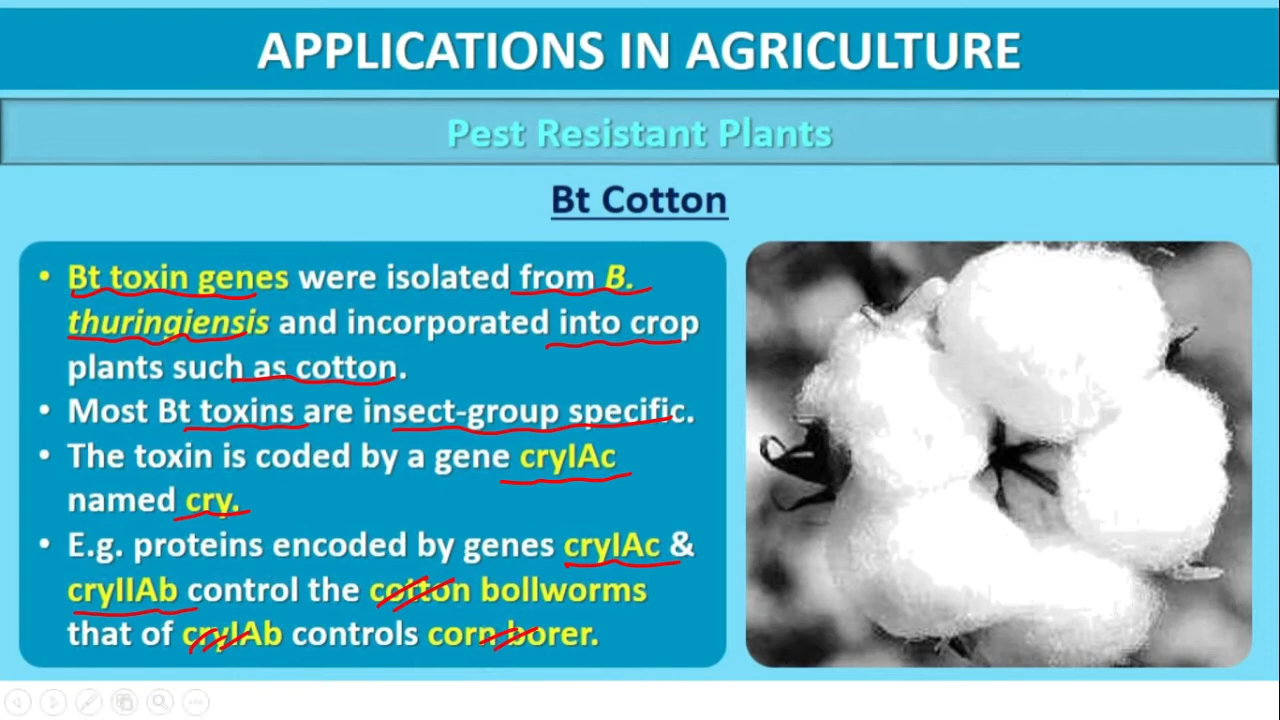 APPLICATIONS IN AGRICULTURE
Pest Resistant Plants
Bt Cotton
• Bt toxin genes were isolated from B.
thuringiensis and incorporated into crop
plants such as cotton.
• Most Bt toxins are insect-group specific.
• The toxin is coded by a gene cryIAc
named cry.
• E.g. proteins encoded by genes cryIAc &
cryIIAb control the cotton bollworms
that of cryIAb controls corn borer.